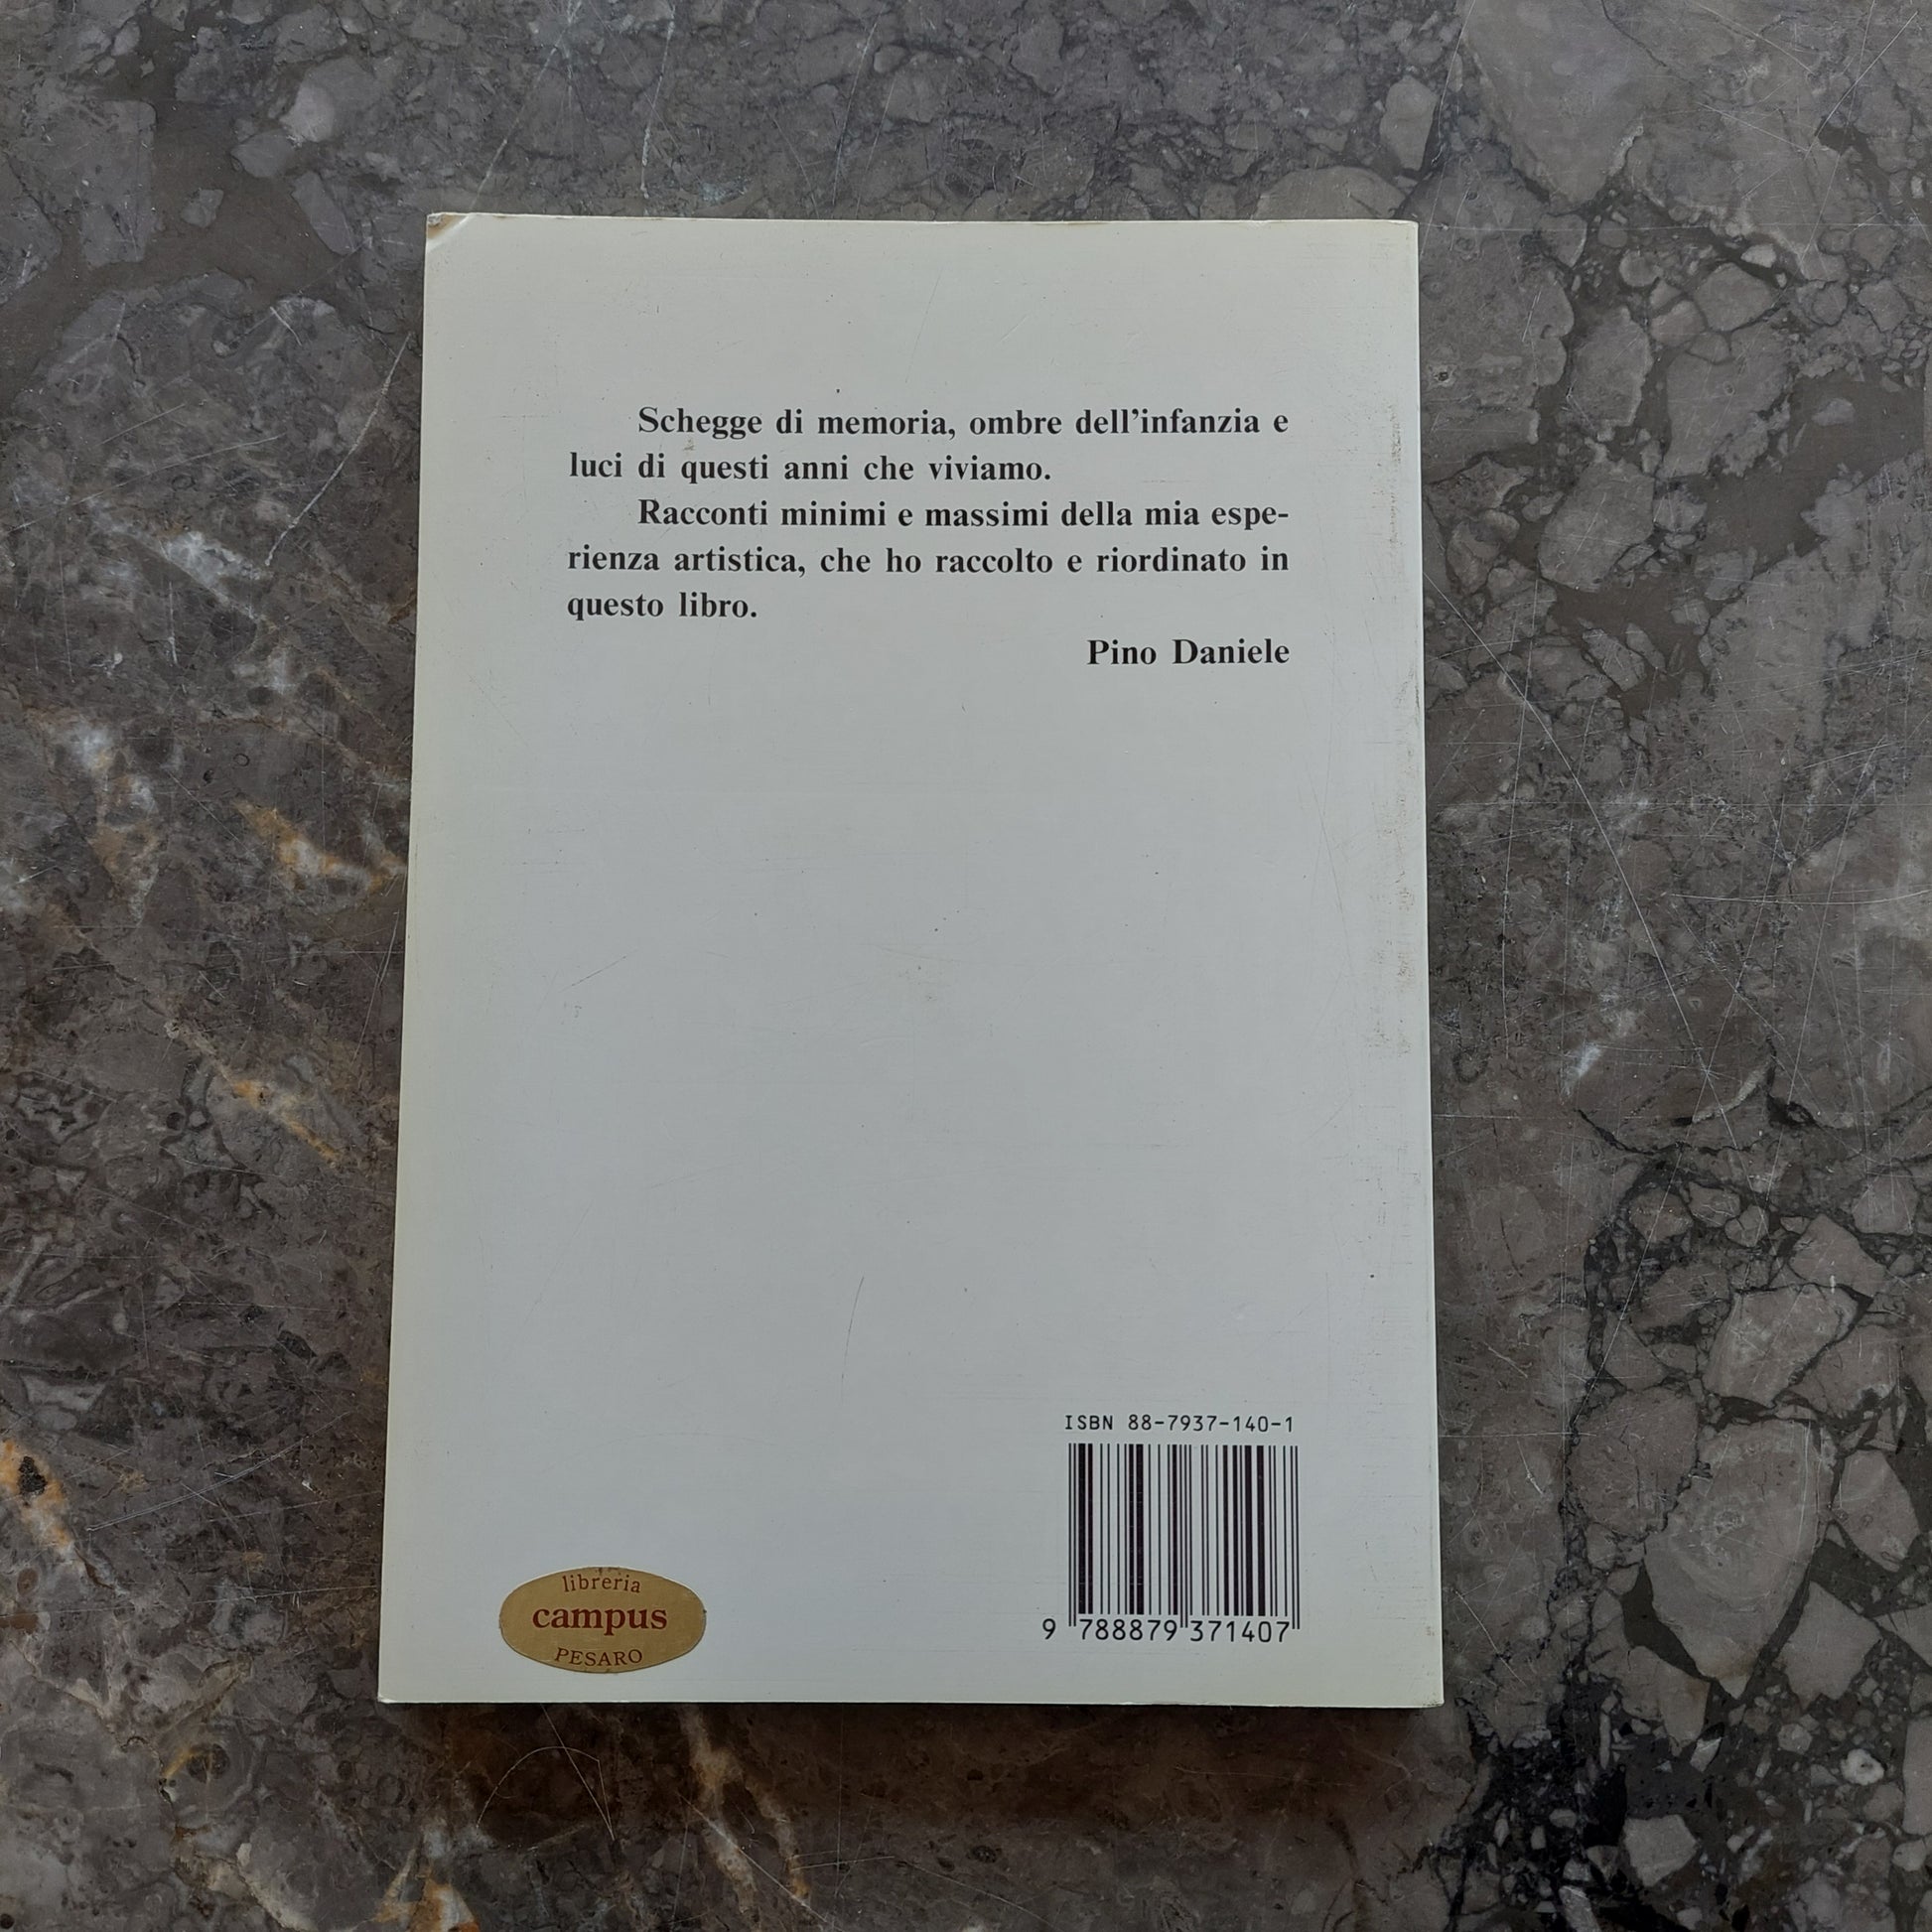 Schegge di memoria, ombre dell'infanzia e
luci di questi anni che viviamo.
Racconti minimi e massimi della mia espe-
rienza artistica, che ho raccolto e riordinato in
questo libro.
Pino Daniele
ISBN 88-7937-140-1
9 788879 371407
libreria
campus
PESARO